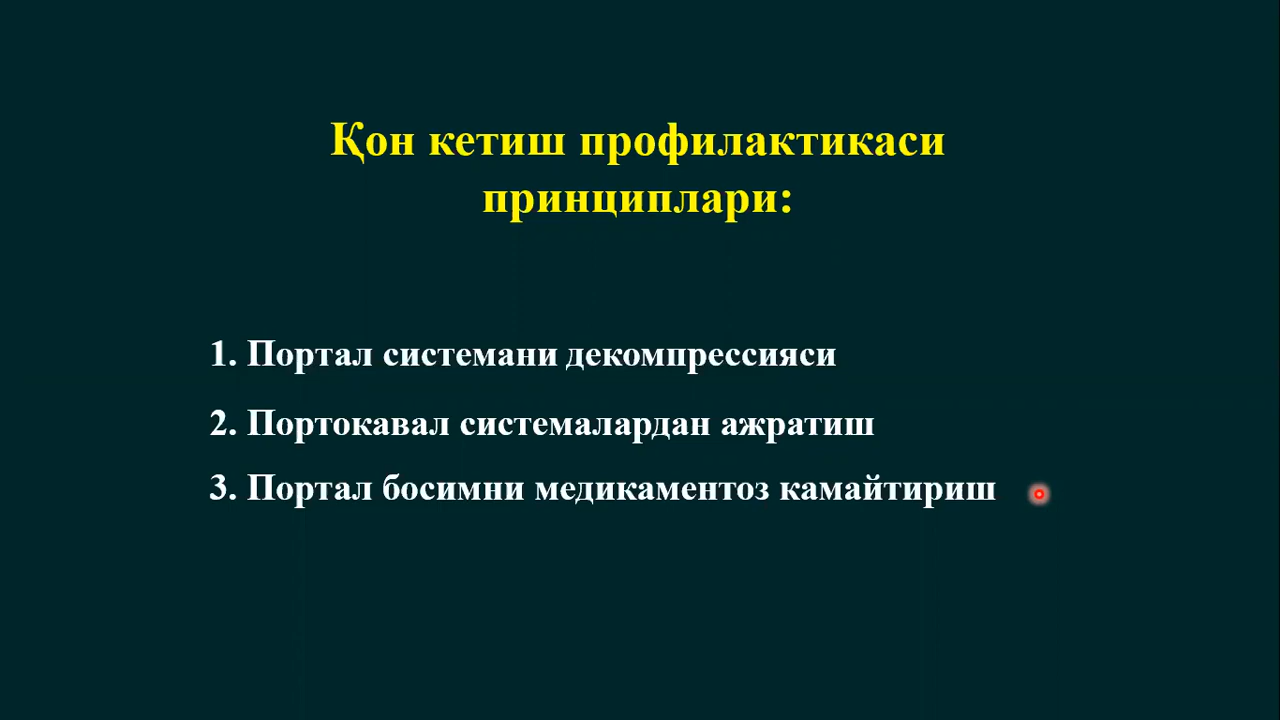 Қон кетиш профилактикаси
принциплари:
1. Портал системани декомпрессияси
2. Портокавал системалардан ажратиш
3. Портал босимни медикаментоз камайтириш